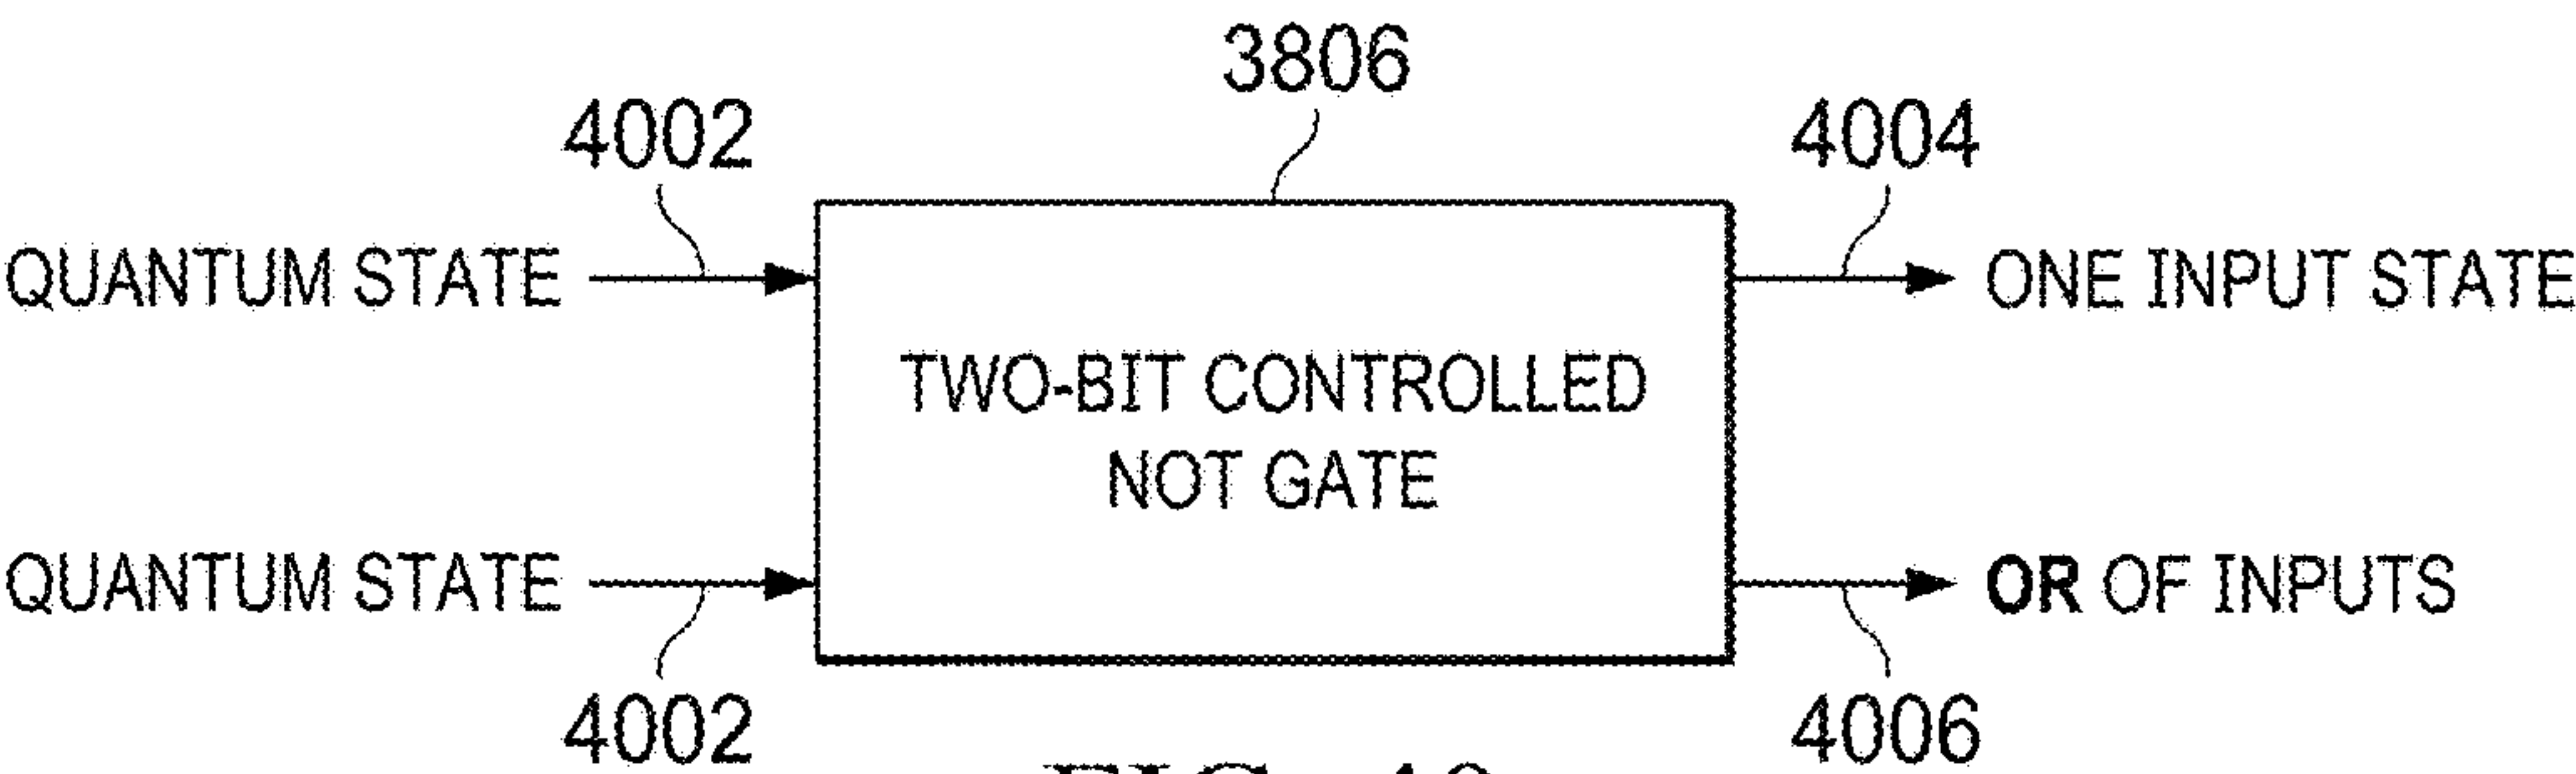 3806
4002
4004
QUANTUM STATE
ONE INPUT STATE
TWO-BIT CONTROLLED
NOT GATE
QUANTUM STATE
OR OF INPUTS
4002
4006